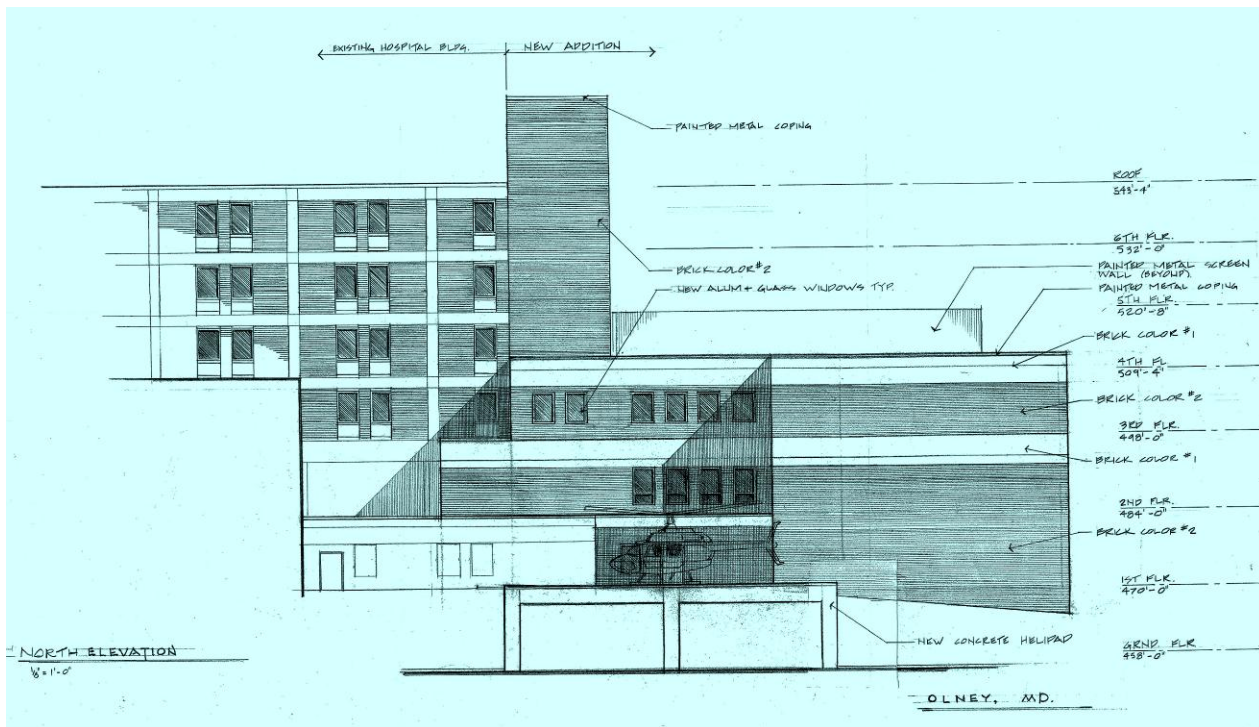 EXISTING HOSPITAL BLDG.
NEW ADDITION
PAINTED METAL COPING
ROOF
543'-4"
6TH FLR.
532'-0"
BRICK COLOR #2
PAINTED METAL SCREEN
WALL (BEYOND)
NEW ALUM + GLASS WINDOWS TYP.
PAINTED METAL COPING
5TH FLR.
520'-8"
BRICK COLOR #1
4TH FL
509'-4"
BRICK COLOR #2
3RD FLR.
498'-0"
BRICK COLOR #1
2ND FLR.
484'-0"
BRICK COLOR #2
1ST FLR.
470'-0"
NEW CONCRETE HELIPAD
GRND FLR
458'-0"
NORTH ELEVATION
⅛"=1'-0"
OLNEY, MD.